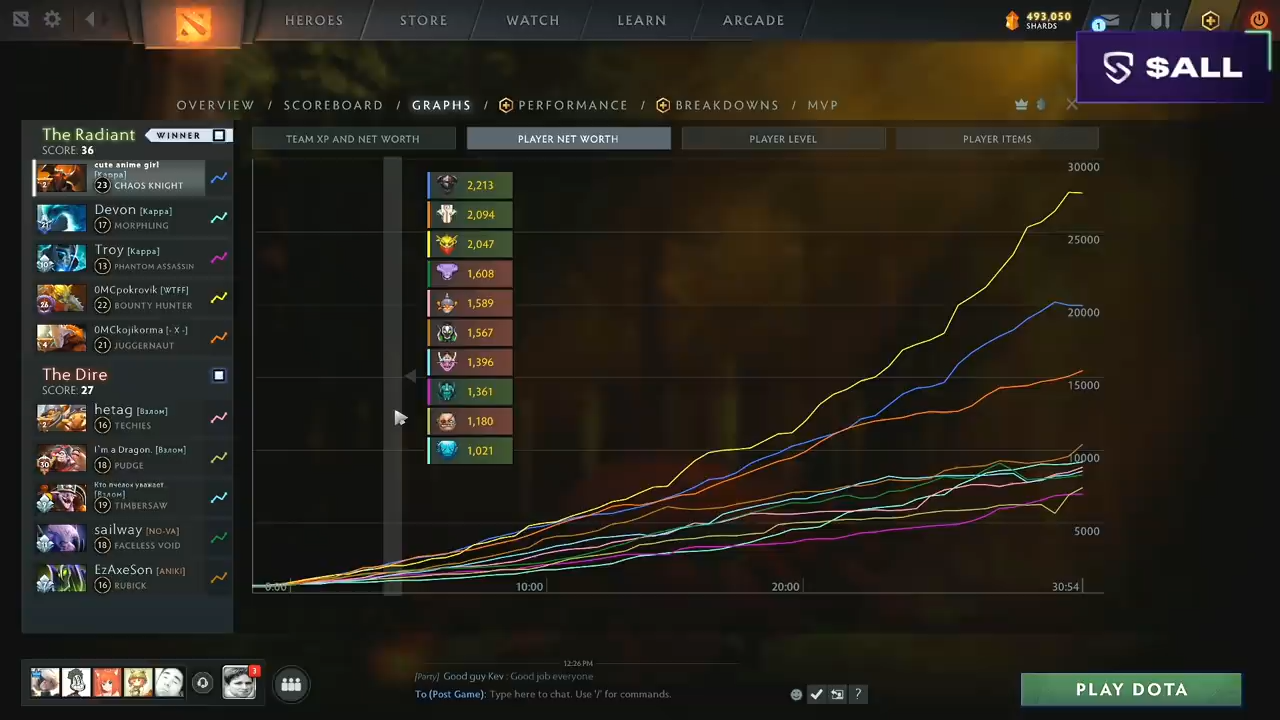 HEROES
STORE
WATCH
LEARN
ARCADE
493,050
SHARDS
1
$ALL
OVERVIEW / SCOREBOARD / GRAPHS / PERFORMANCE / BREAKDOWNS / MVP
The Radiant
WINNER
SCORE: 36
TEAM XP AND NET WORTH
PLAYER NET WORTH
PLAYER LEVEL
PLAYER ITEMS
cute anime girl
[Kappa]
23 CHAOS KNIGHT
Devon [Kappa]
17 MORPHLING
Troy [Kappa]
13 PHANTOM ASSASSIN
0MCpokrovik [WTFF]
22 BOUNTY HUNTER
0MCkojikorma [- X -]
21 JUGGERNAUT
The Dire
SCORE: 27
hetag [Взлом]
16 TECHIES
I'm a Dragon. [Взлом]
18 PUDGE
Кто пчёлок уважает
[Взлом]
19 TIMBERSAW
sailway [NO-VA]
18 FACELESS VOID
EzAxeSon [ANIKI]
16 RUBICK
2,213
2,094
2,047
1,608
1,589
1,567
1,396
1,361
1,180
1,021
30000
25000
20000
15000
10000
5000
0:00
10:00
20:00
30:54
3
12:26 PM
[Party] Good guy Kev : Good job everyone
To (Post Game): Type here to chat. Use '/' for commands.
?
PLAY DOTA